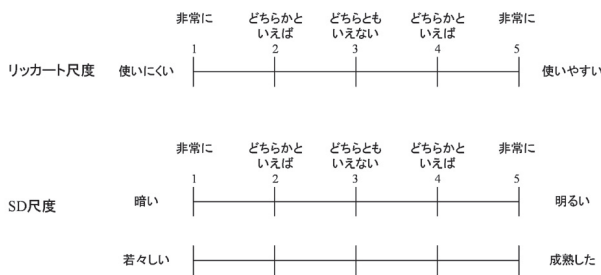 非常に どちらかと どちらとも どちらかと 非常に
いえば いえない いえば
1 2 3 4 5
リッカート尺度 使いにくい 使いやすい
非常に どちらかと どちらとも どちらかと 非常に
いえば いえない いえば
1 2 3 4 5
SD尺度 暗い 明るい
若々しい 成熟した